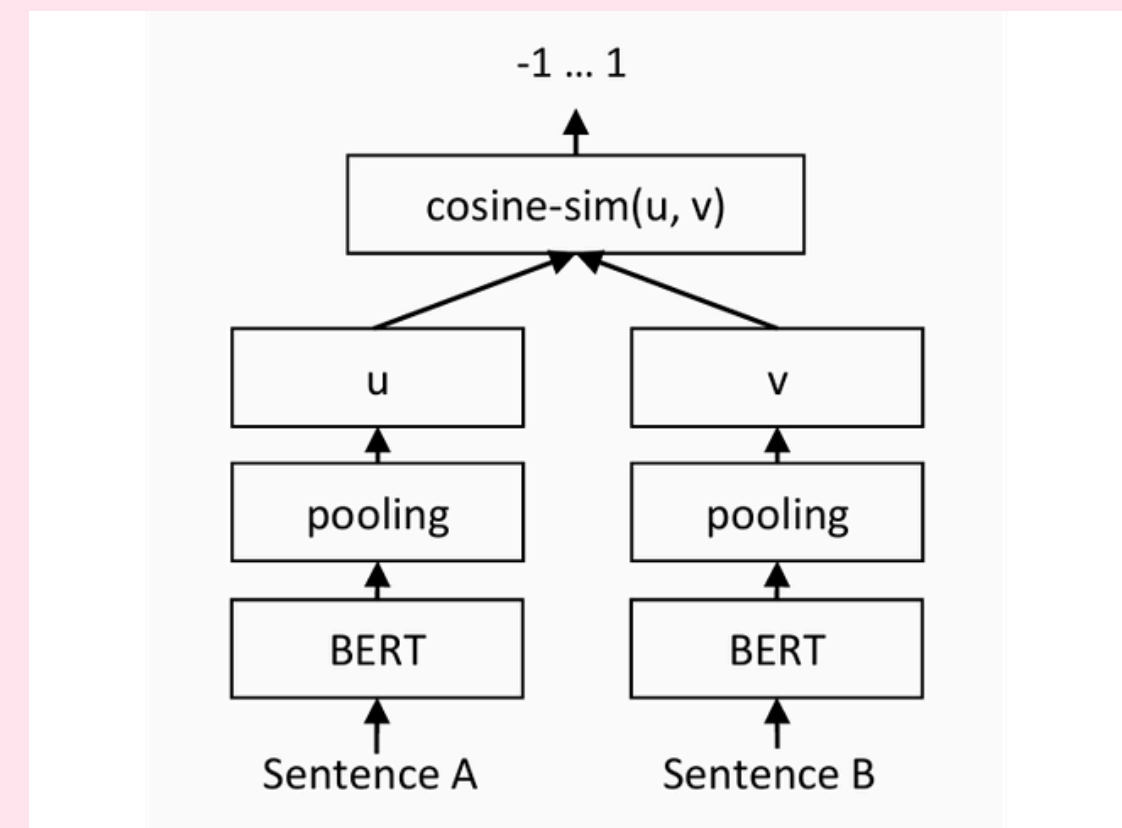 -1 ... 1
cosine-sim(u, v)
u
v
pooling
pooling
BERT
BERT
Sentence A
Sentence B